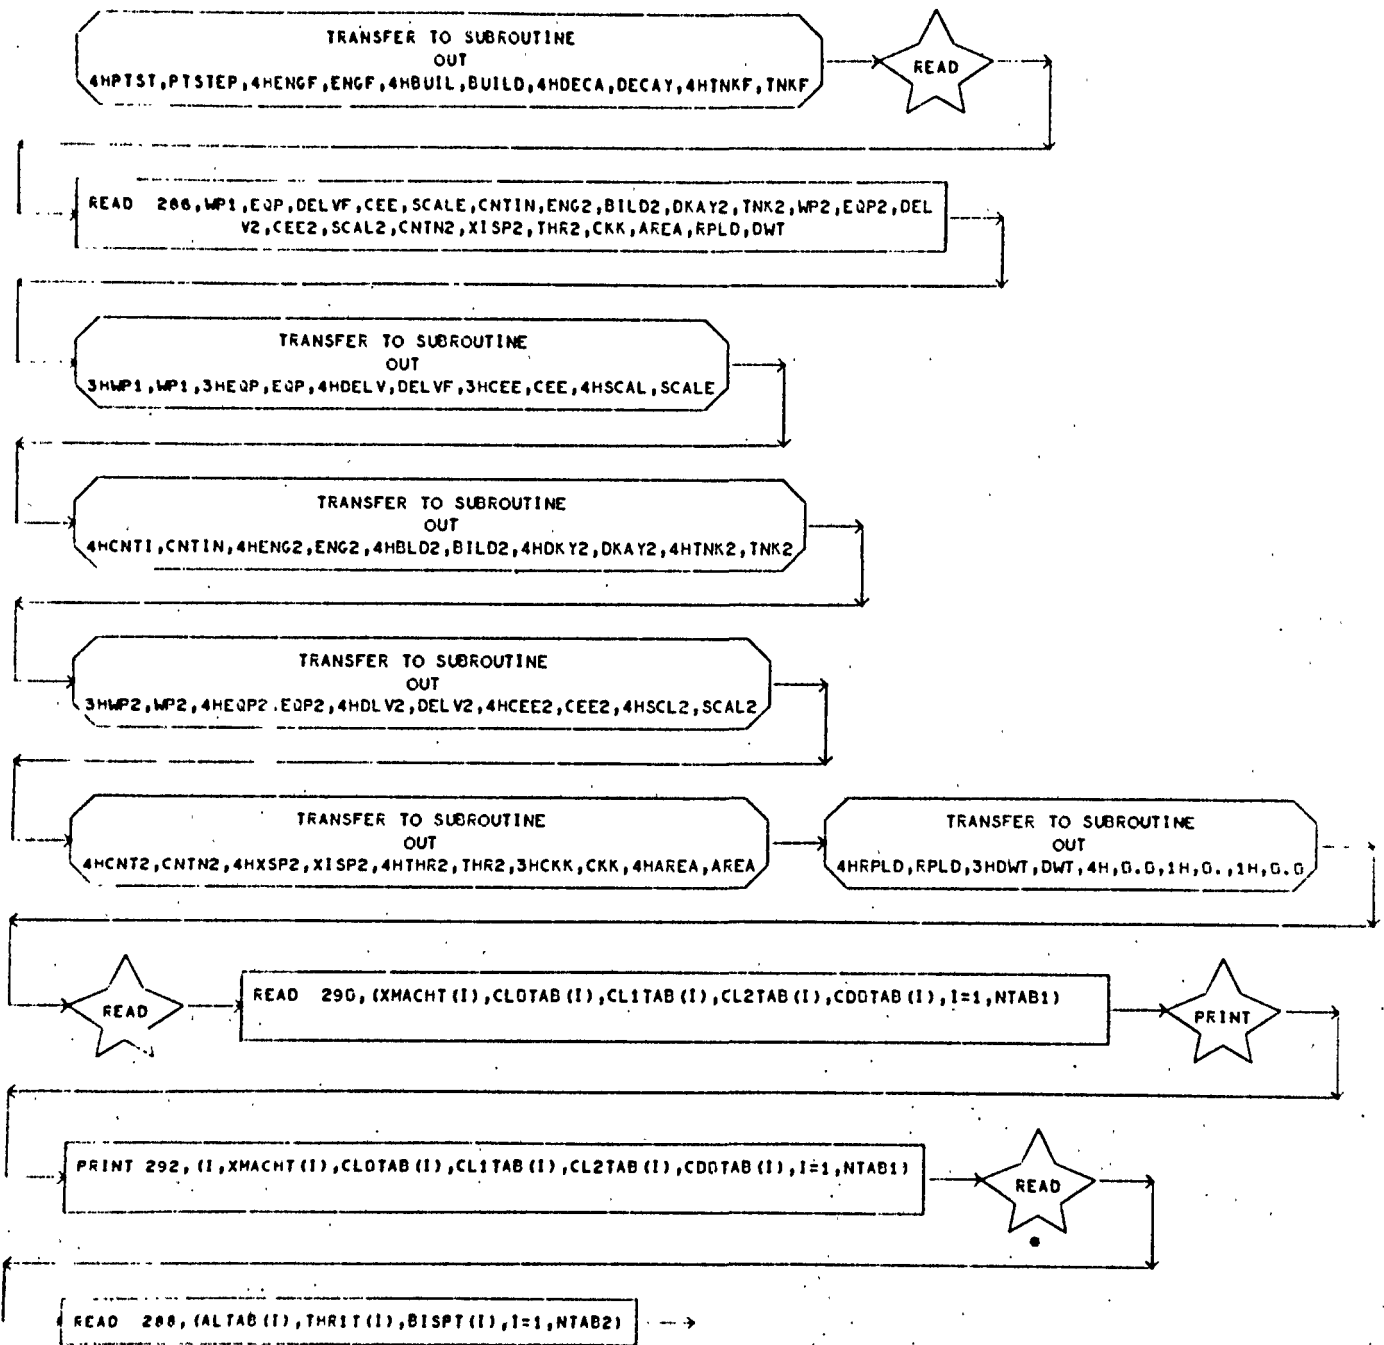 TRANSFER TO SUBROUTINE
OUT
4HPTST,PTSTEP,4HENGF,ENGF,4HBUIL,BUILD,4HDECA,DECAY,4HTNKF,TNKF
READ
READ 286,WP1,EQP,DELVF,CEE,SCALE,CNTIN,ENG2,BILD2,DKAY2,TNK2,WP2,EQP2,DEL
V2,CEE2,SCAL2,CNTN2,XISP2,THR2,CKK,AREA,RPLD,DWT
TRANSFER TO SUBROUTINE
OUT
3HWP1,WP1,3HEQP,EQP,4HDELV,DELVF,3HCEE,CEE,4HSCAL,SCALE
TRANSFER TO SUBROUTINE
OUT
4HCNTI,CNTIN,4HENG2,ENG2,4HBLD2,BILD2,4HDKY2,DKAY2,4HTNK2,TNK2
TRANSFER TO SUBROUTINE
OUT
3HWP2,WP2,4HEQP2,EQP2,4HDLV2,DELV2,4HCEE2,CEE2,4HSCL2,SCAL2
TRANSFER TO SUBROUTINE
OUT
4HCNT2,CNTN2,4HXSP2,XISP2,4HTHR2,THR2,3HCKK,CKK,4HAREA,AREA
TRANSFER TO SUBROUTINE
OUT
4HRPLD,RPLD,3HDWT,DWT,4H,0.0,1H,0.,1H,0.0
READ
READ 290,(XMACHT(I),CL0TAB(I),CL1TAB(I),CL2TAB(I),CD0TAB(I),I=1,NTAB1)
PRINT
PRINT 292,(I,XMACHT(I),CL0TAB(I),CL1TAB(I),CL2TAB(I),CD0TAB(I),I=1,NTAB1)
READ
READ 288,(ALTAB(I),THR1T(I),BISPT(I),I=1,NTAB2)